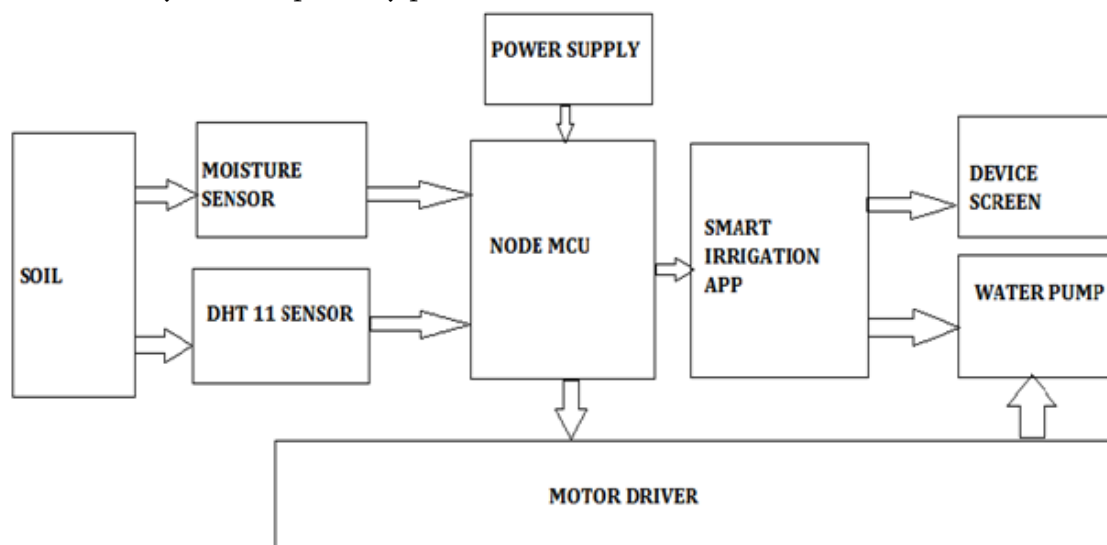 POWER SUPPLY
MOISTURE
SENSOR
DEVICE
SCREEN
SOIL
NODE MCU
SMART
IRRIGATION
APP
DHT 11 SENSOR
WATER PUMP
MOTOR DRIVER